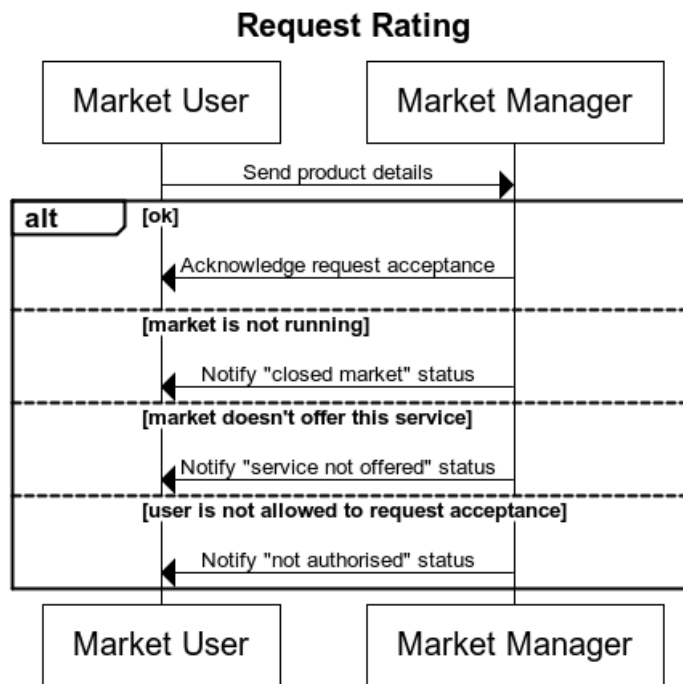 Request Rating
Market User
Market Manager
Send product details
alt
[ok]
Acknowledge request acceptance
[market is not running]
Notify "closed market" status
[market doesn't offer this service]
Notify "service not offered" status
[user is not allowed to request acceptance]
Notify "not authorised" status
Market User
Market Manager